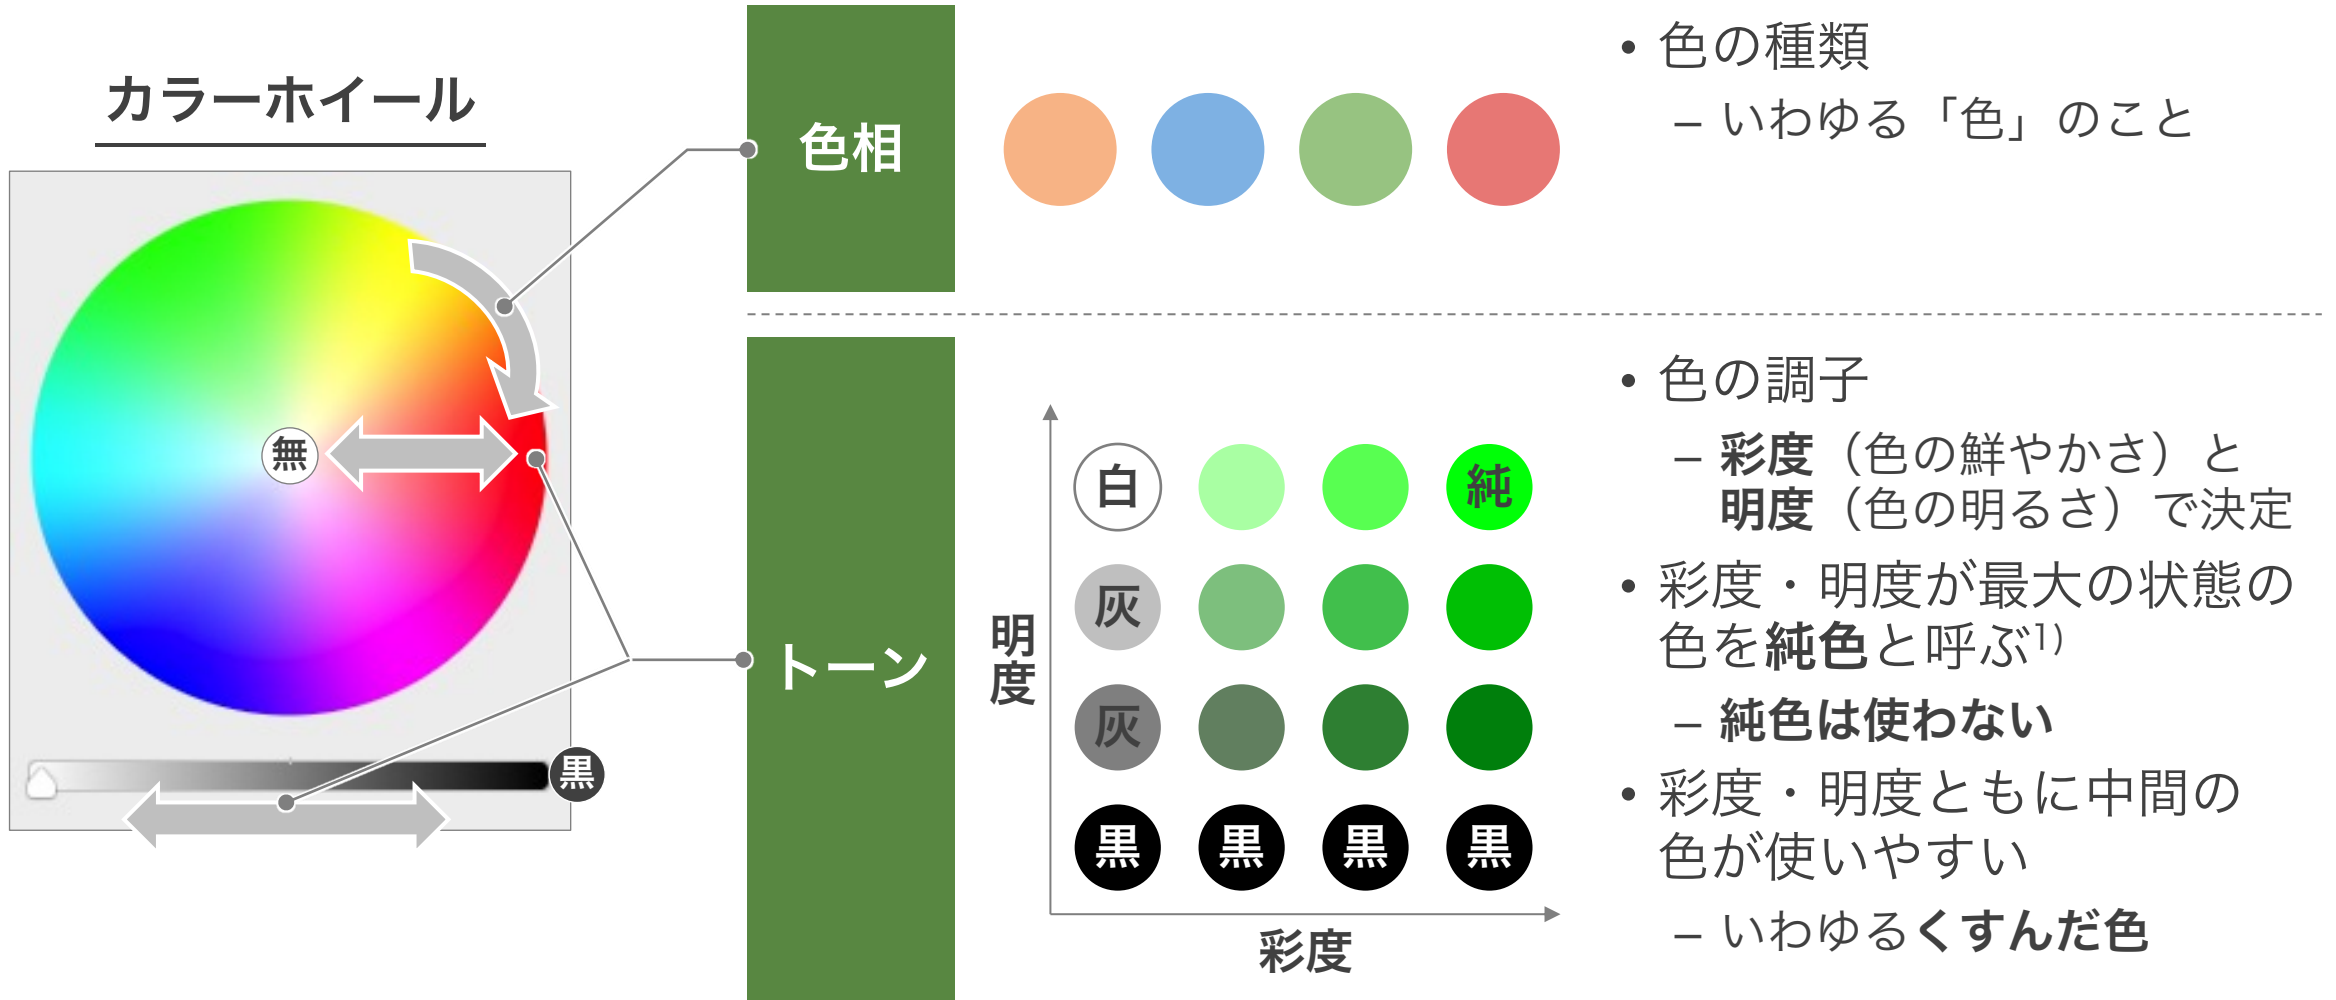 カラーホイール
無
黒
色相
• 色の種類
– いわゆる「色」のこと
トーン
明度
白
純
灰
灰
黒 黒 黒 黒
彩度
• 色の調子
– 彩度（色の鮮やかさ）と
明度（色の明るさ）で決定
• 彩度・明度が最大の状態の
色を純色と呼ぶ1)
– 純色は使わない
• 彩度・明度ともに中間の
色が使いやすい
– いわゆるくすんだ色